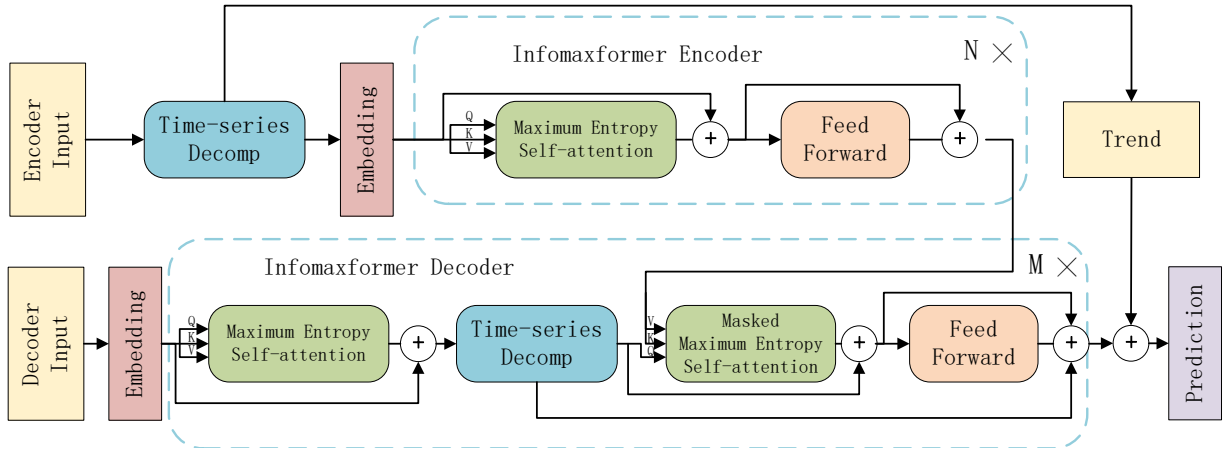 Infomaxformer Encoder
N ×
Encoder
Input
Time-series
Decomp
Embedding
Q
K
V
Maximum Entropy
Self-attention
+
Feed
Forward
+
Trend
Infomaxformer Decoder
M ×
Decoder
Input
Embedding
Q
K
V
Maximum Entropy
Self-attention
+
Time-series
Decomp
V
K
Q
Masked
Maximum Entropy
Self-attention
+
Feed
Forward
+
+
Prediction